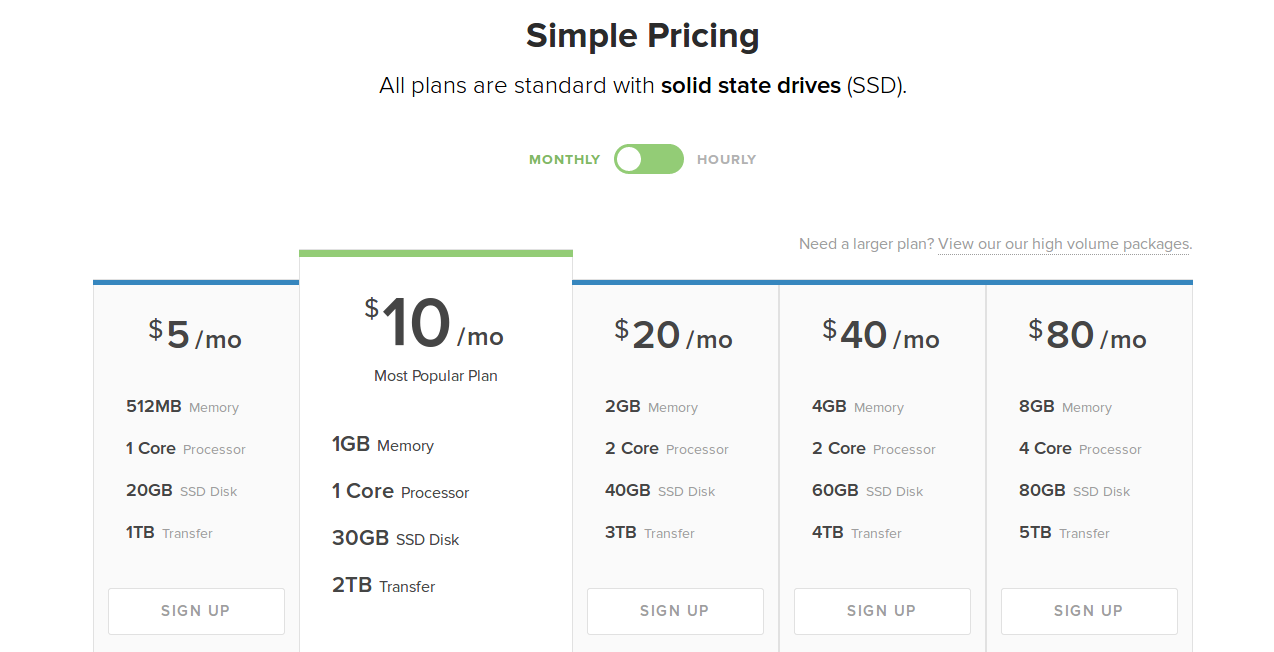 Simple Pricing
All plans are standard with solid state drives (SSD).
MONTHLY HOURLY
Need a larger plan? View our our high volume packages.
$5 /mo
512MB Memory
1 Core Processor
20GB SSD Disk
1TB Transfer
SIGN UP
$10 /mo
Most Popular Plan
1GB Memory
1 Core Processor
30GB SSD Disk
2TB Transfer
$20 /mo
2GB Memory
2 Core Processor
40GB SSD Disk
3TB Transfer
SIGN UP
$40 /mo
4GB Memory
2 Core Processor
60GB SSD Disk
4TB Transfer
SIGN UP
$80 /mo
8GB Memory
4 Core Processor
80GB SSD Disk
5TB Transfer
SIGN UP